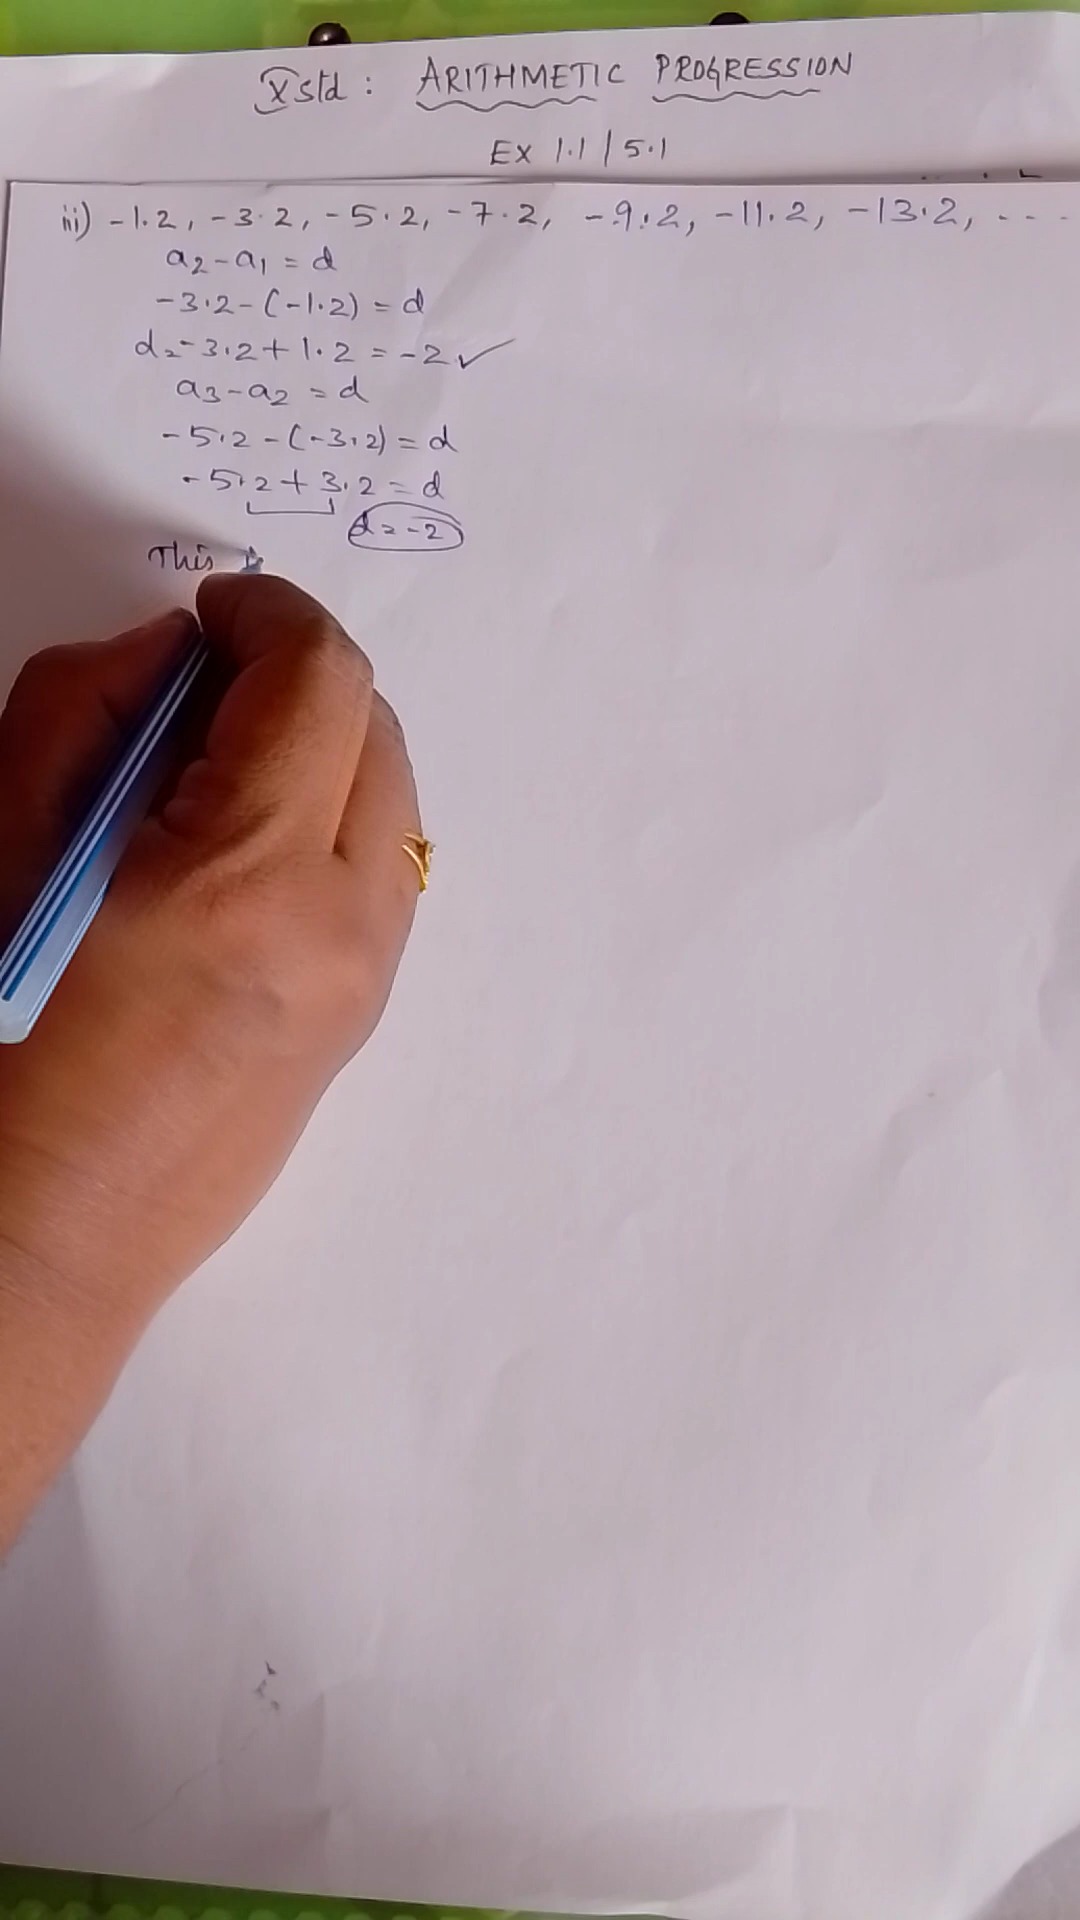 X std : ARITHMETIC PROGRESSION
Ex 1.1 / 5.1
iii) -1.2, -3.2, -5.2, -7.2, -9.2, -11.2, -13.2, ----
a₂-a₁ = d
-3.2-(-1.2) = d
d = -3.2+1.2 = -2 ✓
a₃-a₂ = d
-5.2-(-3.2) = d
-5.2+3.2 = d
d = -2
This